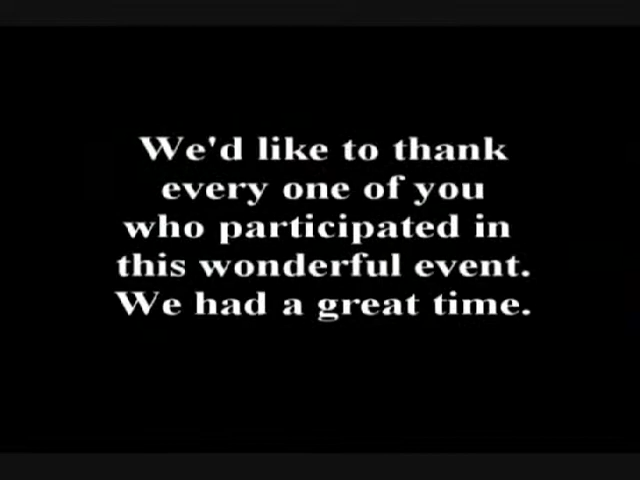 We'd like to thank
every one of you
who participated in
this wonderful event.
We had a great time.